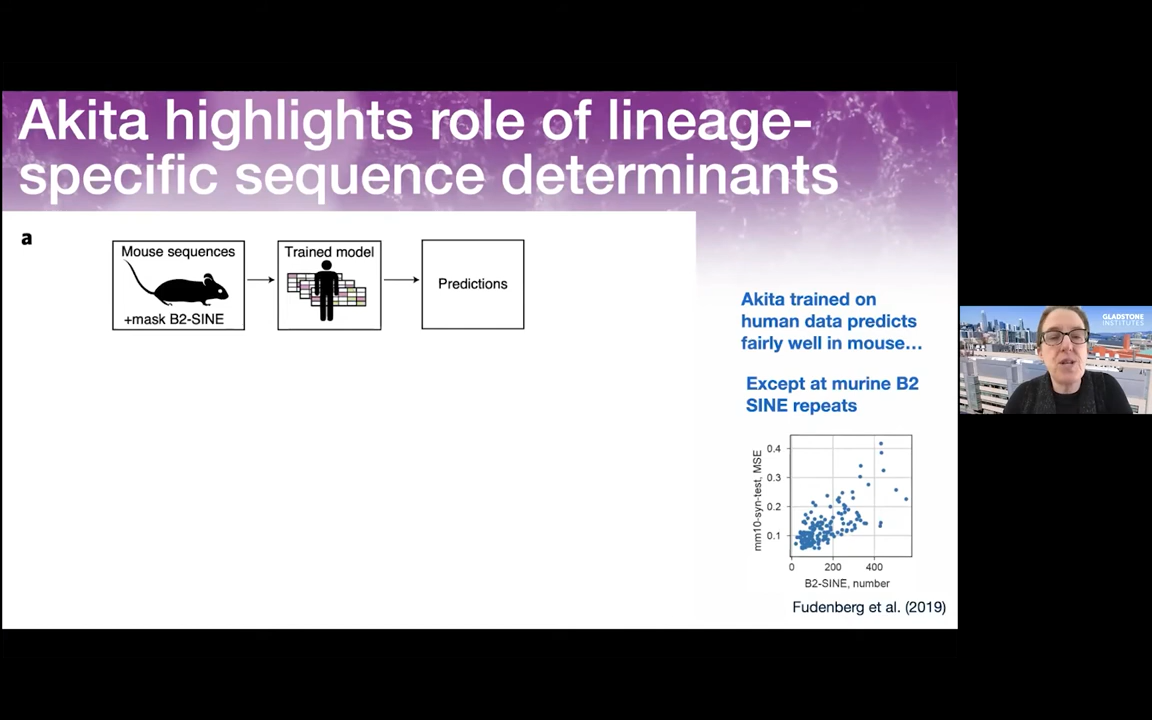 Akita highlights role of lineage-
specific sequence determinants
a
Mouse sequences
+mask B2-SINE
Trained model
Predictions
Akita trained on
human data predicts
fairly well in mouse…
Except at murine B2
SINE repeats
mm10-syn-test, MSE
0.4
0.3
0.2
0.1
0
200
400
B2-SINE, number
Fudenberg et al. (2019)
GLADSTONE
INSTITUTES